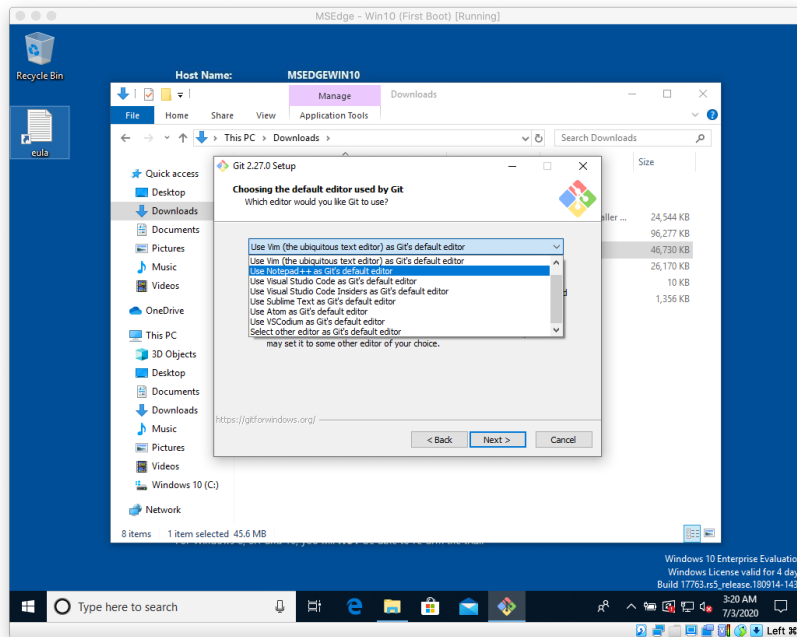 MSEdge - Win10 (First Boot) [Running]
Recycle Bin
eula
Host Name: MSEDGEWIN10
Manage
Downloads
File Home Share View Application Tools
This PC > Downloads >
Search Downloads
Size
Quick access
Desktop
Downloads
Documents
Pictures
Music
Videos
OneDrive
This PC
3D Objects
Desktop
Documents
Downloads
Music
Pictures
Videos
Windows 10 (C:)
Network
24,544 KB
96,277 KB
46,730 KB
26,170 KB
10 KB
1,356 KB
8 items 1 item selected 45.6 MB
Git 2.27.0 Setup
Choosing the default editor used by Git
Which editor would you like Git to use?
Use Vim (the ubiquitous text editor) as Git's default editor
Use Vim (the ubiquitous text editor) as Git's default editor
Use Notepad++ as Git's default editor
Use Visual Studio Code as Git's default editor
Use Visual Studio Code Insiders as Git's default editor
Use Sublime Text as Git's default editor
Use Atom as Git's default editor
Use VSCodium as Git's default editor
Select other editor as Git's default editor
may set it to some other editor of your choice.
https://gitforwindows.org/
< Back Next > Cancel
Windows 10 Enterprise Evaluatio
Windows License valid for 4 day
Build 17763.rs5_release.180914-143
Type here to search
3:20 AM
7/3/2020
Left ⌘